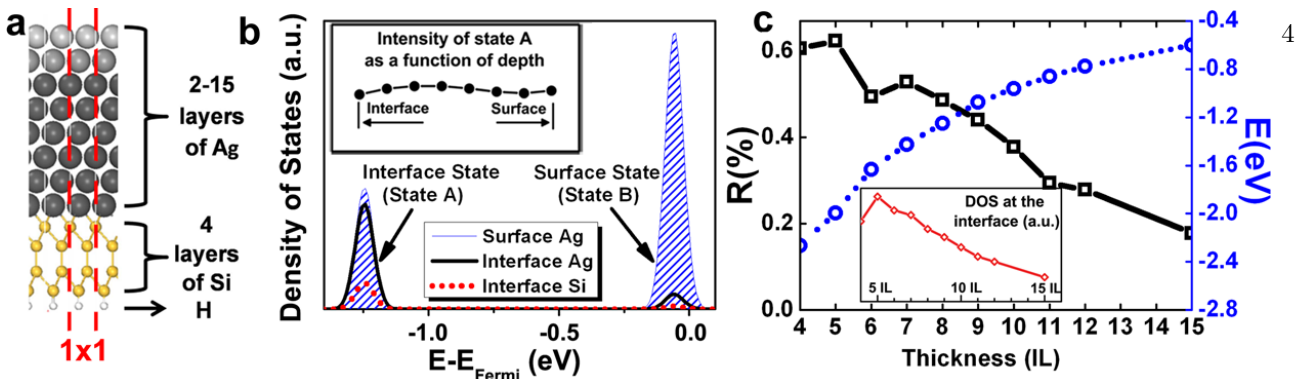 a
2-15
layers
of Ag
4
layers
of Si
H
1x1
b
Density of States (a.u.)
Intensity of state A
as a function of depth
Interface
Surface
Interface State
(State A)
Surface State
(State B)
Surface Ag
Interface Ag
Interface Si
-1.0
-0.5
0.0
E-E_Fermi (eV)
c
R(%)
0.6
0.4
0.2
0.0
DOS at the
interface (a.u.)
5 IL
10 IL
15 IL
4 5 6 7 8 9 10 11 12 13 14 15
Thickness (IL)
-0.4
-0.8
-1.2
-1.6
-2.0
-2.4
-2.8
E(eV)
4